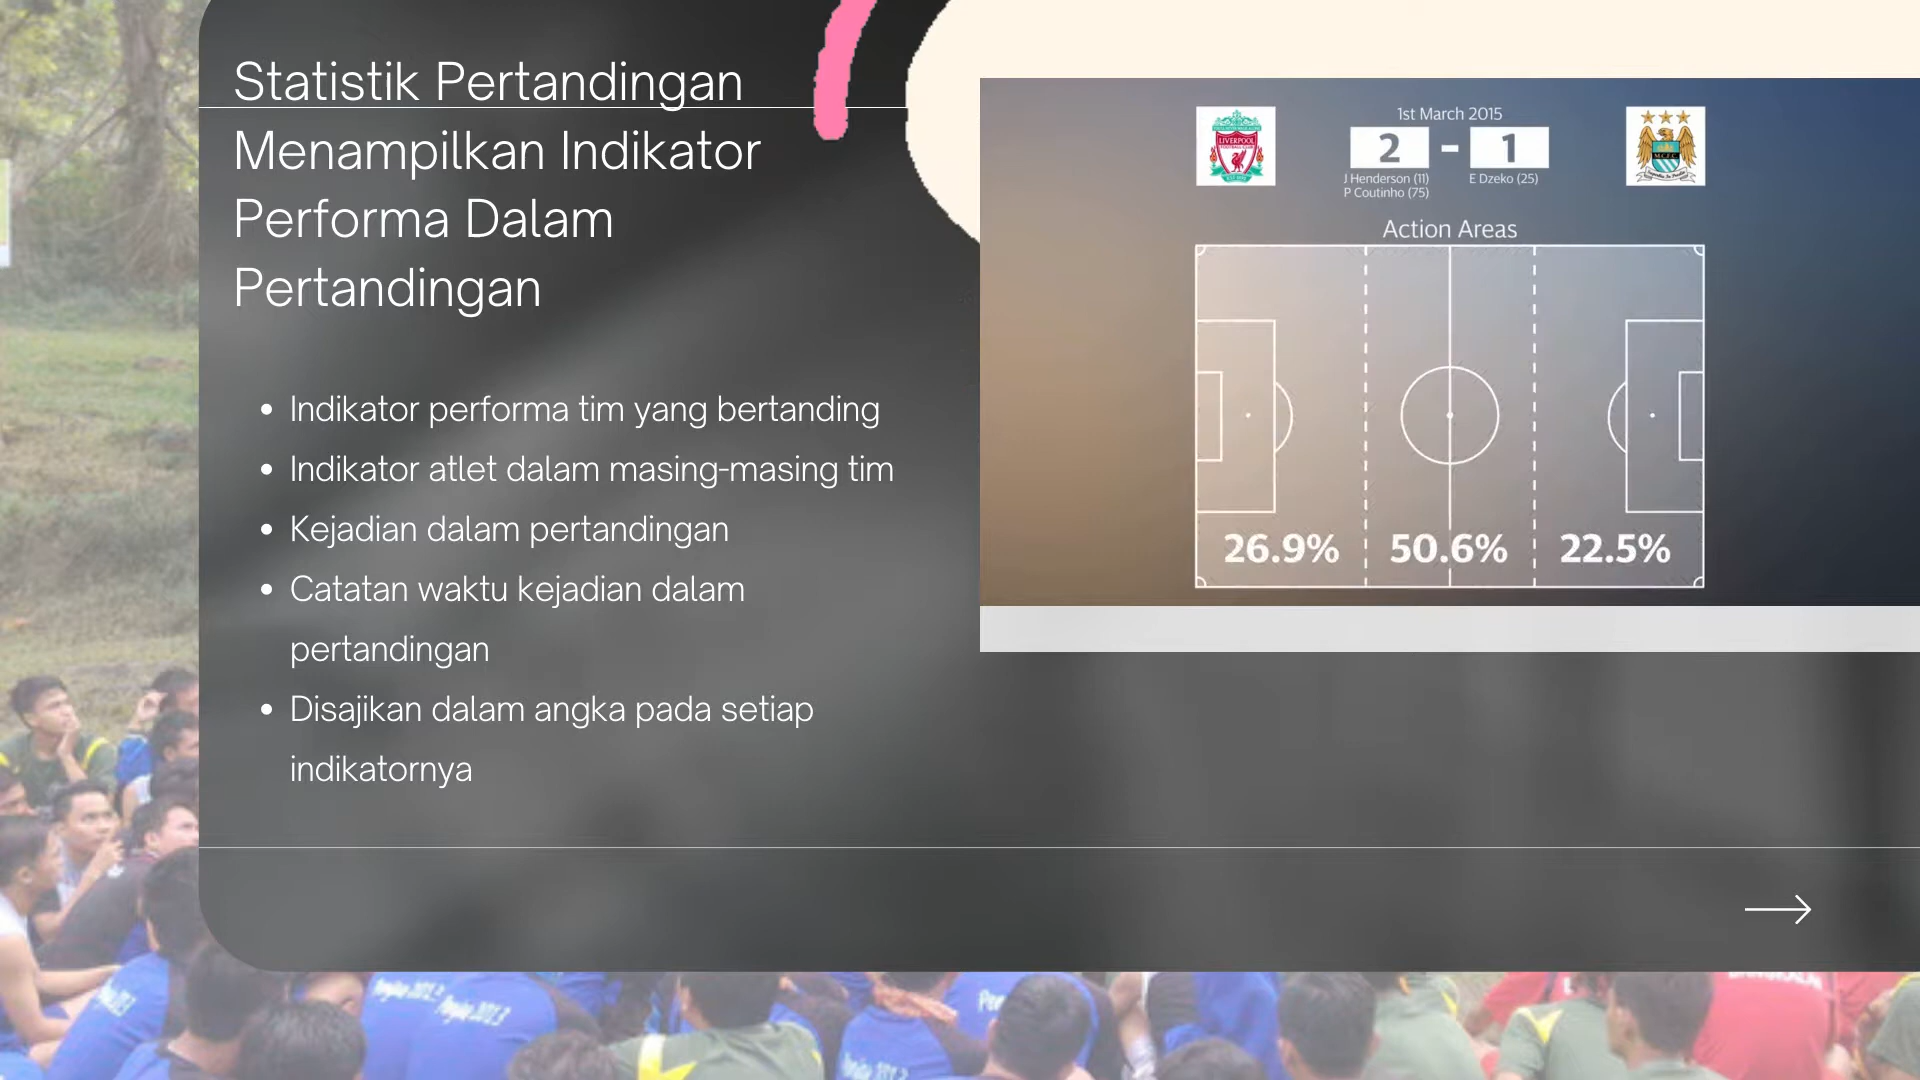 Statistik Pertandingan
Menampilkan Indikator
Performa Dalam
Pertandingan
• Indikator performa tim yang bertanding
• Indikator atlet dalam masing-masing tim
• Kejadian dalam pertandingan
• Catatan waktu kejadian dalam
pertandingan
• Disajikan dalam angka pada setiap
indikatornya
1st March 2015
2 - 1
J Henderson (11)
P Coutinho (75)
E Dzeko (25)
LIVERPOOL
Action Areas
26.9% 50.6% 22.5%